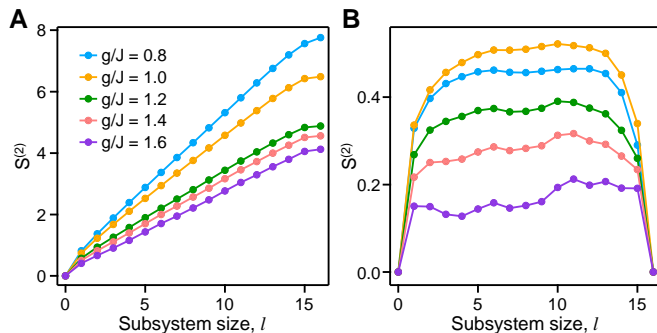 A
S(2)
8
6
4
2
0
g/J = 0.8
g/J = 1.0
g/J = 1.2
g/J = 1.4
g/J = 1.6
0
5
10
15
Subsystem size, l
B
S(2)
0.4
0.2
0.0
0
5
10
15
Subsystem size, l